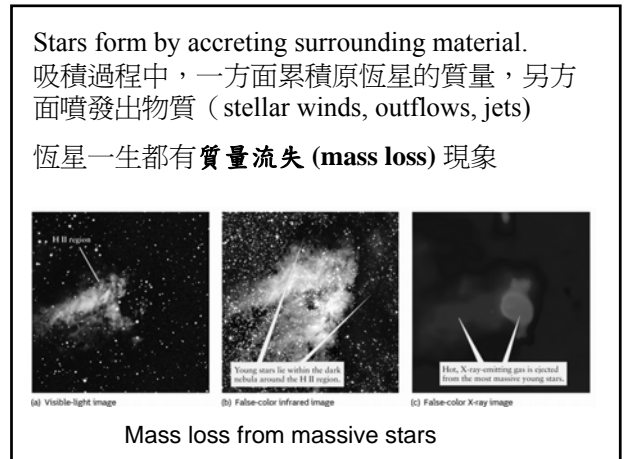 Stars form by accreting surrounding material.
吸積過程中，一方面累積原恆星的質量，另方
面噴發出物質（stellar winds, outflows, jets)
恆星一生都有質量流失 (mass loss) 現象
H II region
Young stars lie within the dark
nebula around the H II region.
Hot, X-ray-emitting gas is ejected
from the most massive young stars.
(a) Visible-light image
(b) False-color infrared image
(c) False-color X-ray image
Mass loss from massive stars